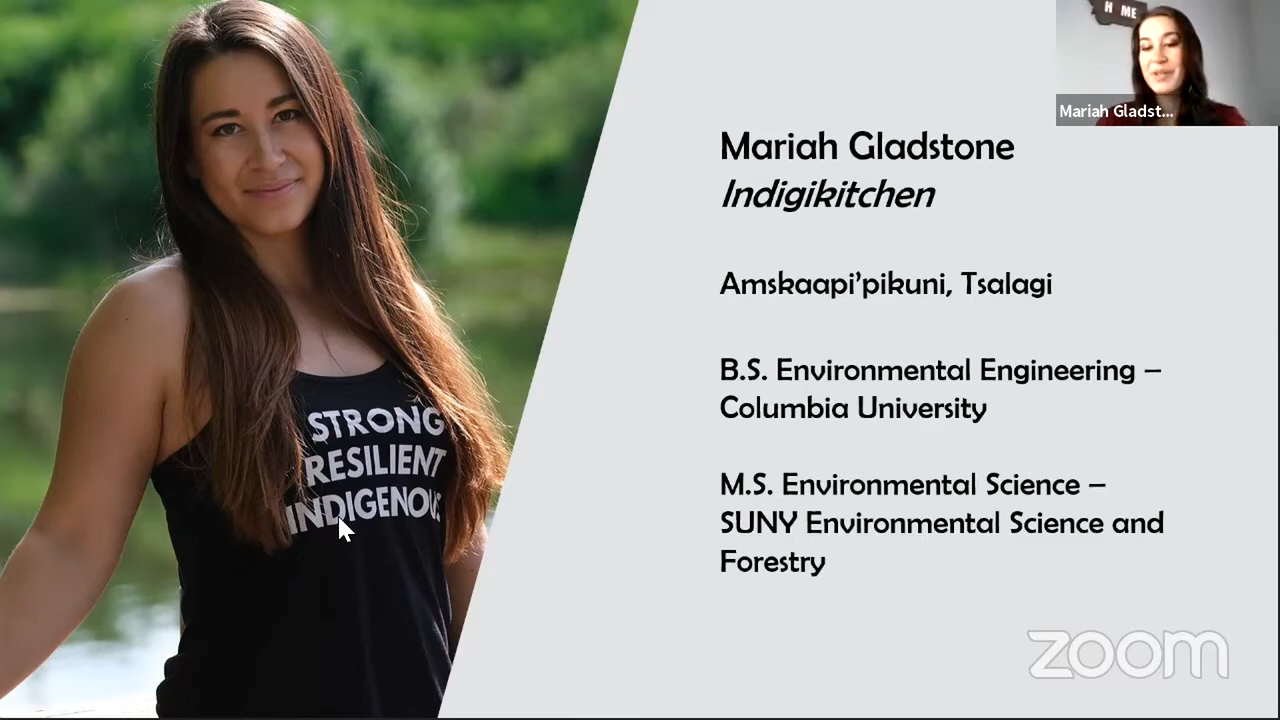 H ME
Mariah Gladst...
Mariah Gladstone
Indigikitchen
Amskaapi'pikuni, Tsalagi
B.S. Environmental Engineering –
Columbia University
M.S. Environmental Science –
SUNY Environmental Science and
Forestry
STRONG
RESILIENT
INDIGENOUS
zoom